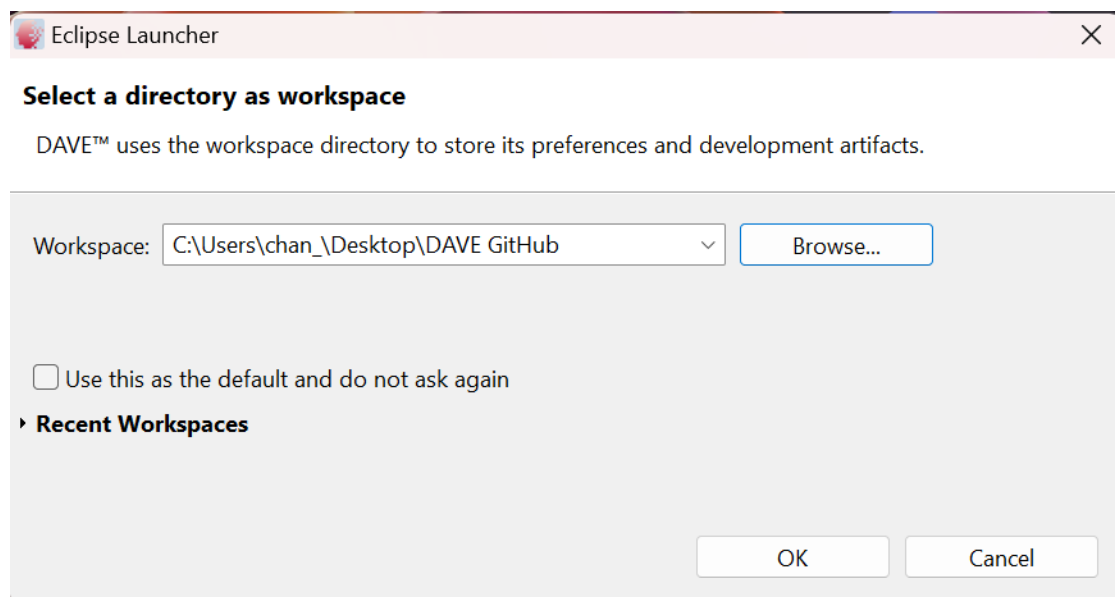 Eclipse Launcher
Select a directory as workspace
DAVE™ uses the workspace directory to store its preferences and development artifacts.
Workspace: C:\Users\chan_\Desktop\DAVE GitHub Browse...
Use this as the default and do not ask again
Recent Workspaces
OK Cancel